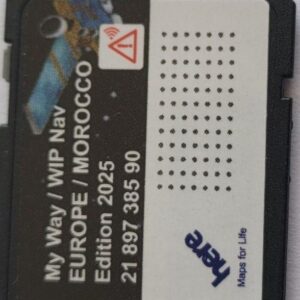 My Way / WIP Nav
EUROPE / MOROCCO
Edition 2025
21 897 385 90
here
Maps for Life